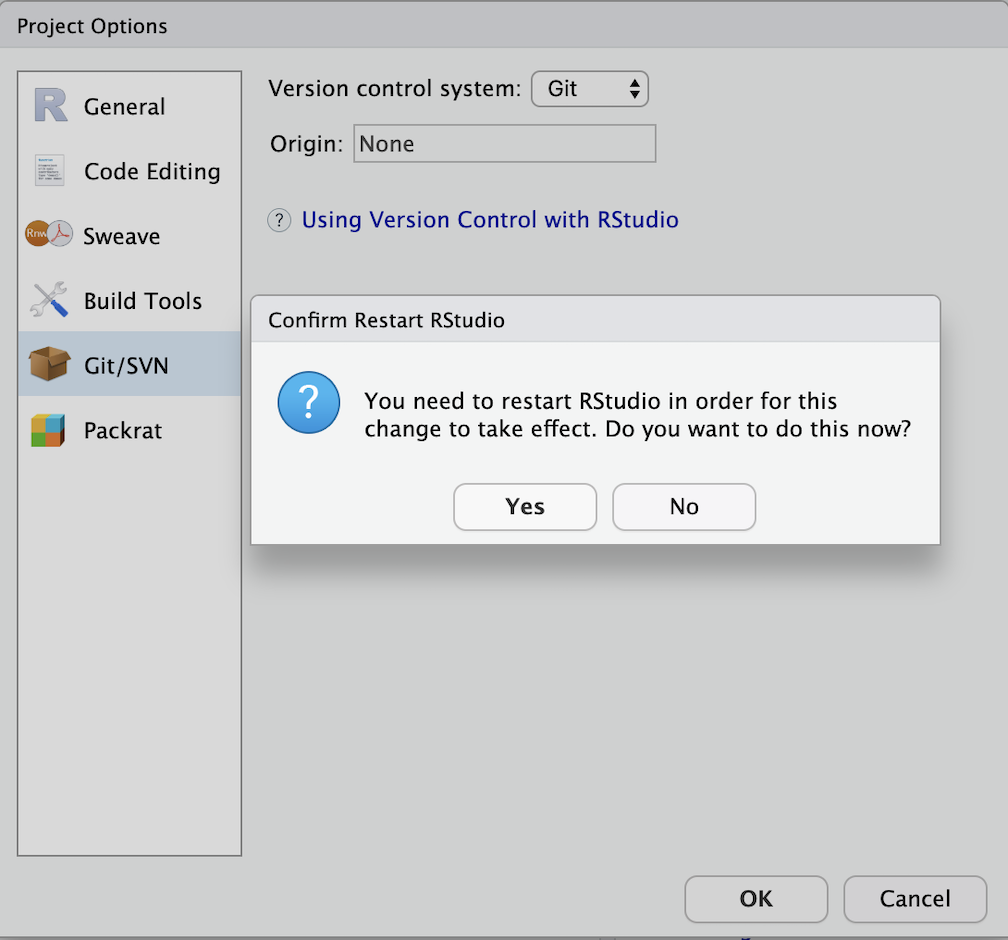 Project Options
R
General
Code Editing
Rnw
Sweave
Build Tools
Git/SVN
Packrat
Version control system: Git
Origin: None
? Using Version Control with RStudio
Confirm Restart RStudio
?
You need to restart RStudio in order for this
change to take effect. Do you want to do this now?
Yes No
OK Cancel